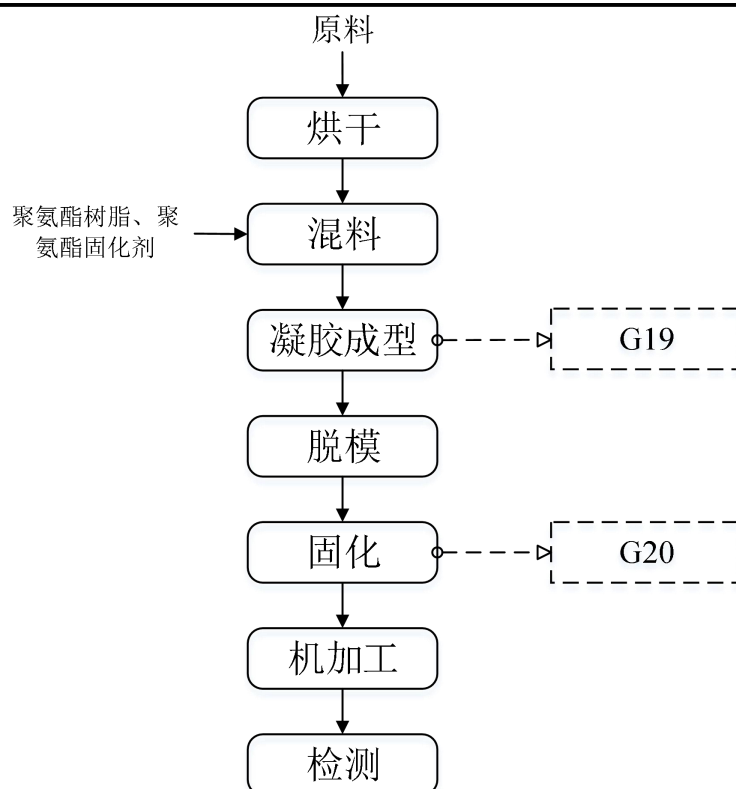 原料
烘干
聚氨酯树脂、聚
氨酯固化剂
混料
凝胶成型
G19
脱模
固化
G20
机加工
检测